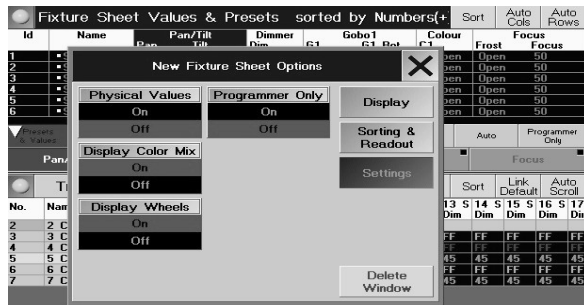 Fixture Sheet Values & Presets sorted by Numbers(+ Sort Auto Cols Auto Rows
Id Name Pan/Tilt Dimmer Gobo1 Colour Focus
Pan Tilt Dim G1 G1 Rot C1 Frost Focus
1 Open 50
2 Open 50
3 Open 50
4 Open 50
5 Open 50
6 Open 50
New Fixture Sheet Options
Physical Values
On
Off
Programmer Only
On
Off
Display Color Mix
On
Off
Display Wheels
On
Off
Display
Sorting & Readout
Settings
Delete Window
Presets & Values Auto Programmer Only
Pan/ Focus
Sort Link Default Auto Scroll
No. Nam 13 S 14 S 15 S 16 S 17
Dim Dim Dim Dim Di
2 2 C
3 3 C FF FF FF FF FF
4 4 C FF FF FF FF FF
5 5 C 45 45 45 45 45
6 6 C FF FF FF FF FF
7 7 C 45 45 45 45 45